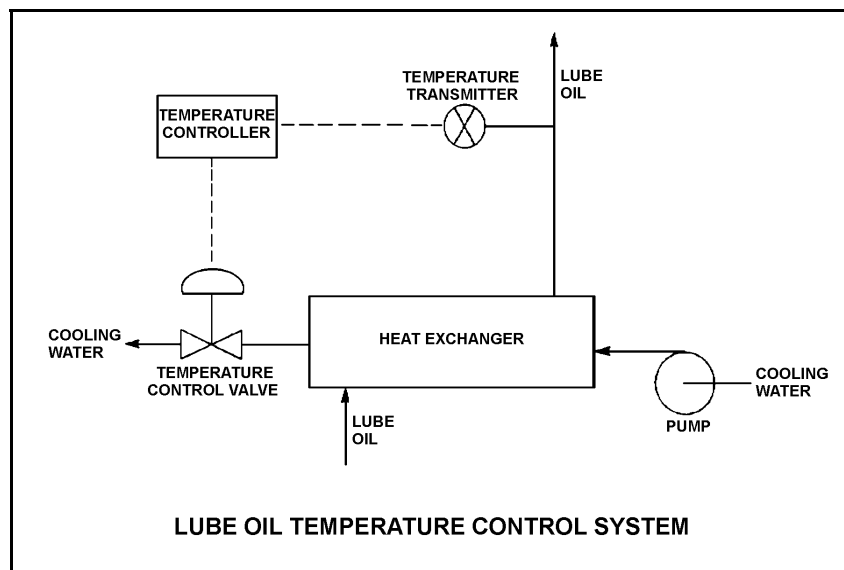 TEMPERATURE
TRANSMITTER
LUBE
OIL
TEMPERATURE
CONTROLLER
HEAT EXCHANGER
COOLING
WATER
TEMPERATURE
CONTROL VALVE
LUBE
OIL
COOLING
WATER
PUMP
LUBE OIL TEMPERATURE CONTROL SYSTEM